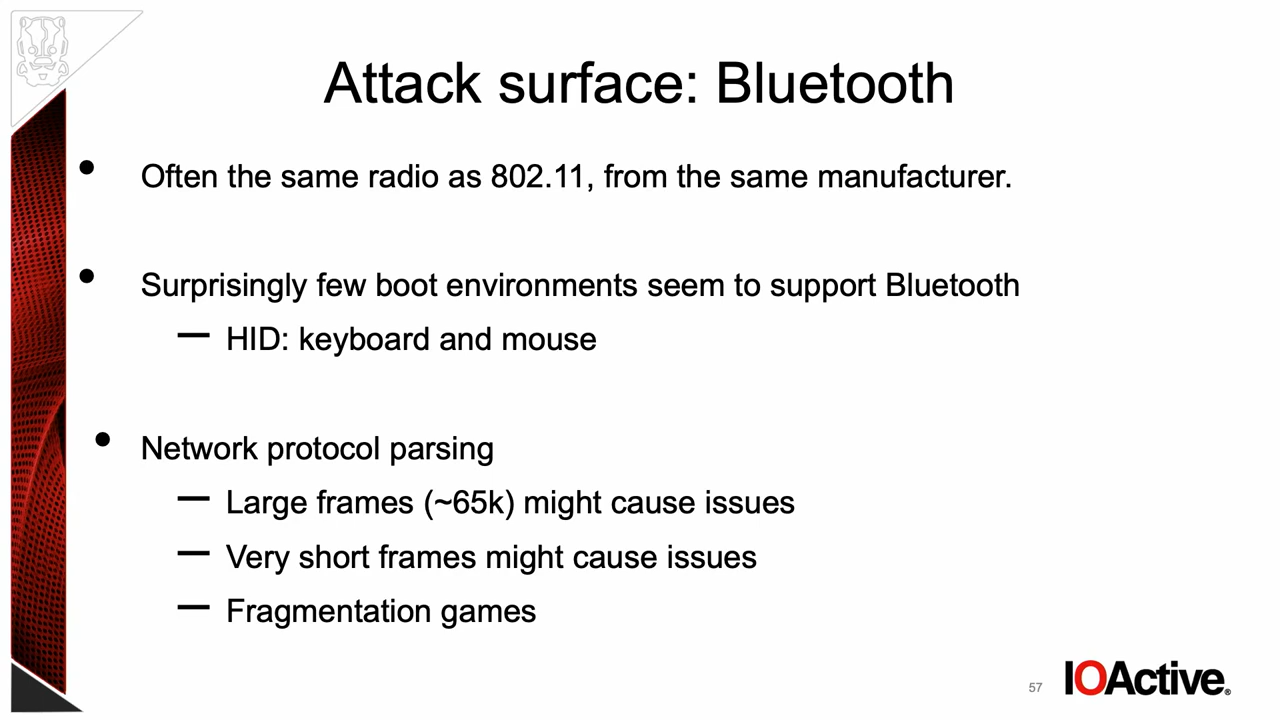 Attack surface: Bluetooth
• Often the same radio as 802.11, from the same manufacturer.
• Surprisingly few boot environments seem to support Bluetooth
— HID: keyboard and mouse
• Network protocol parsing
— Large frames (~65k) might cause issues
— Very short frames might cause issues
— Fragmentation games
57
IOActive®